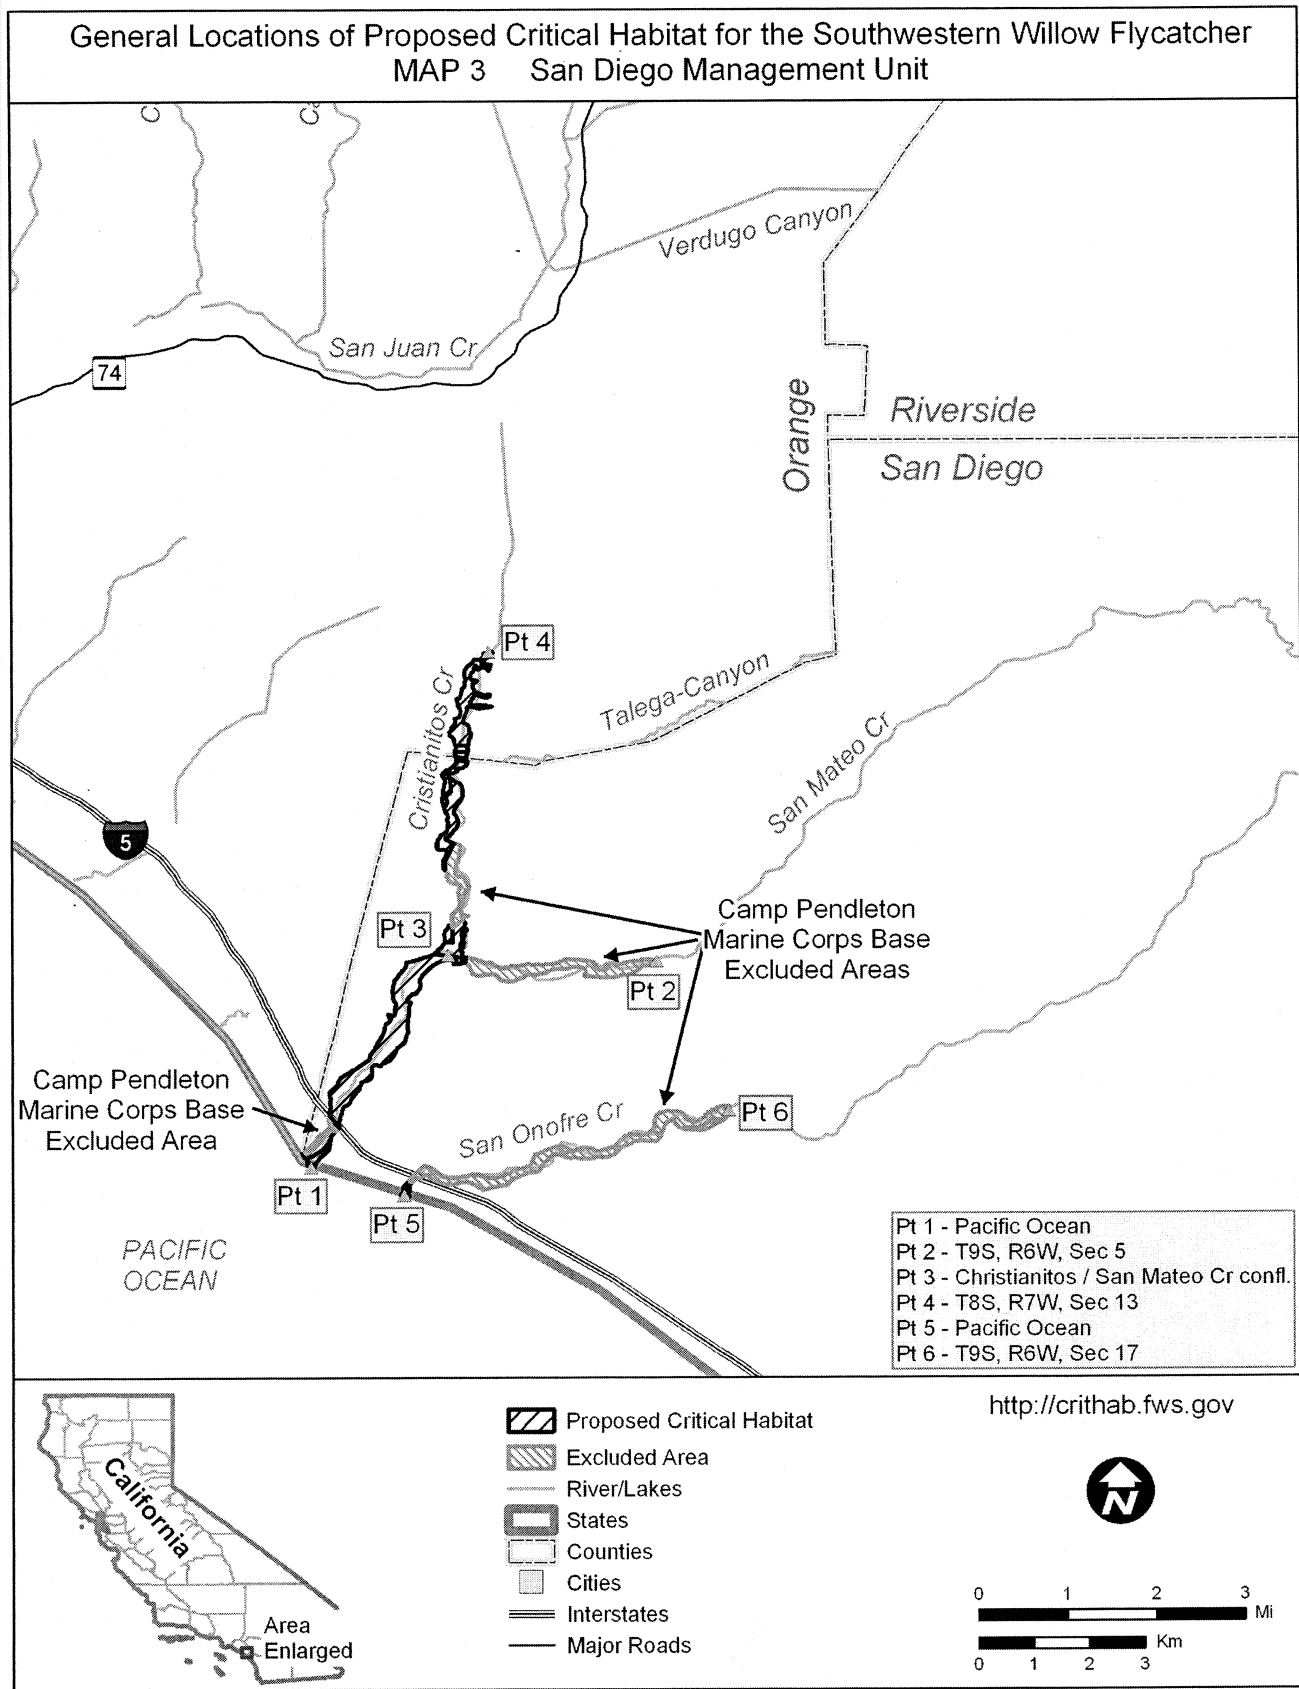 General Locations of Proposed Critical Habitat for the Southwestern Willow Flycatcher
MAP 3 San Diego Management Unit
C
C
Verdugo Canyon
San Juan Cr
74
Orange
Riverside
San Diego
Pt 4
Cristianitos Cr
Talega-Canyon
San Mateo Cr
5
Pt 3
Camp Pendleton
Marine Corps Base
Excluded Areas
Pt 2
Camp Pendleton
Marine Corps Base
Excluded Area
San Onofre Cr
Pt 6
Pt 1
Pt 5
PACIFIC
OCEAN
Pt 1 - Pacific Ocean
Pt 2 - T9S, R6W, Sec 5
Pt 3 - Christianitos / San Mateo Cr confl.
Pt 4 - T8S, R7W, Sec 13
Pt 5 - Pacific Ocean
Pt 6 - T9S, R6W, Sec 17
California
Area
Enlarged
Proposed Critical Habitat
Excluded Area
River/Lakes
States
Counties
Cities
Interstates
Major Roads
http://crithab.fws.gov
N
0 1 2 3
Mi
Km
0 1 2 3